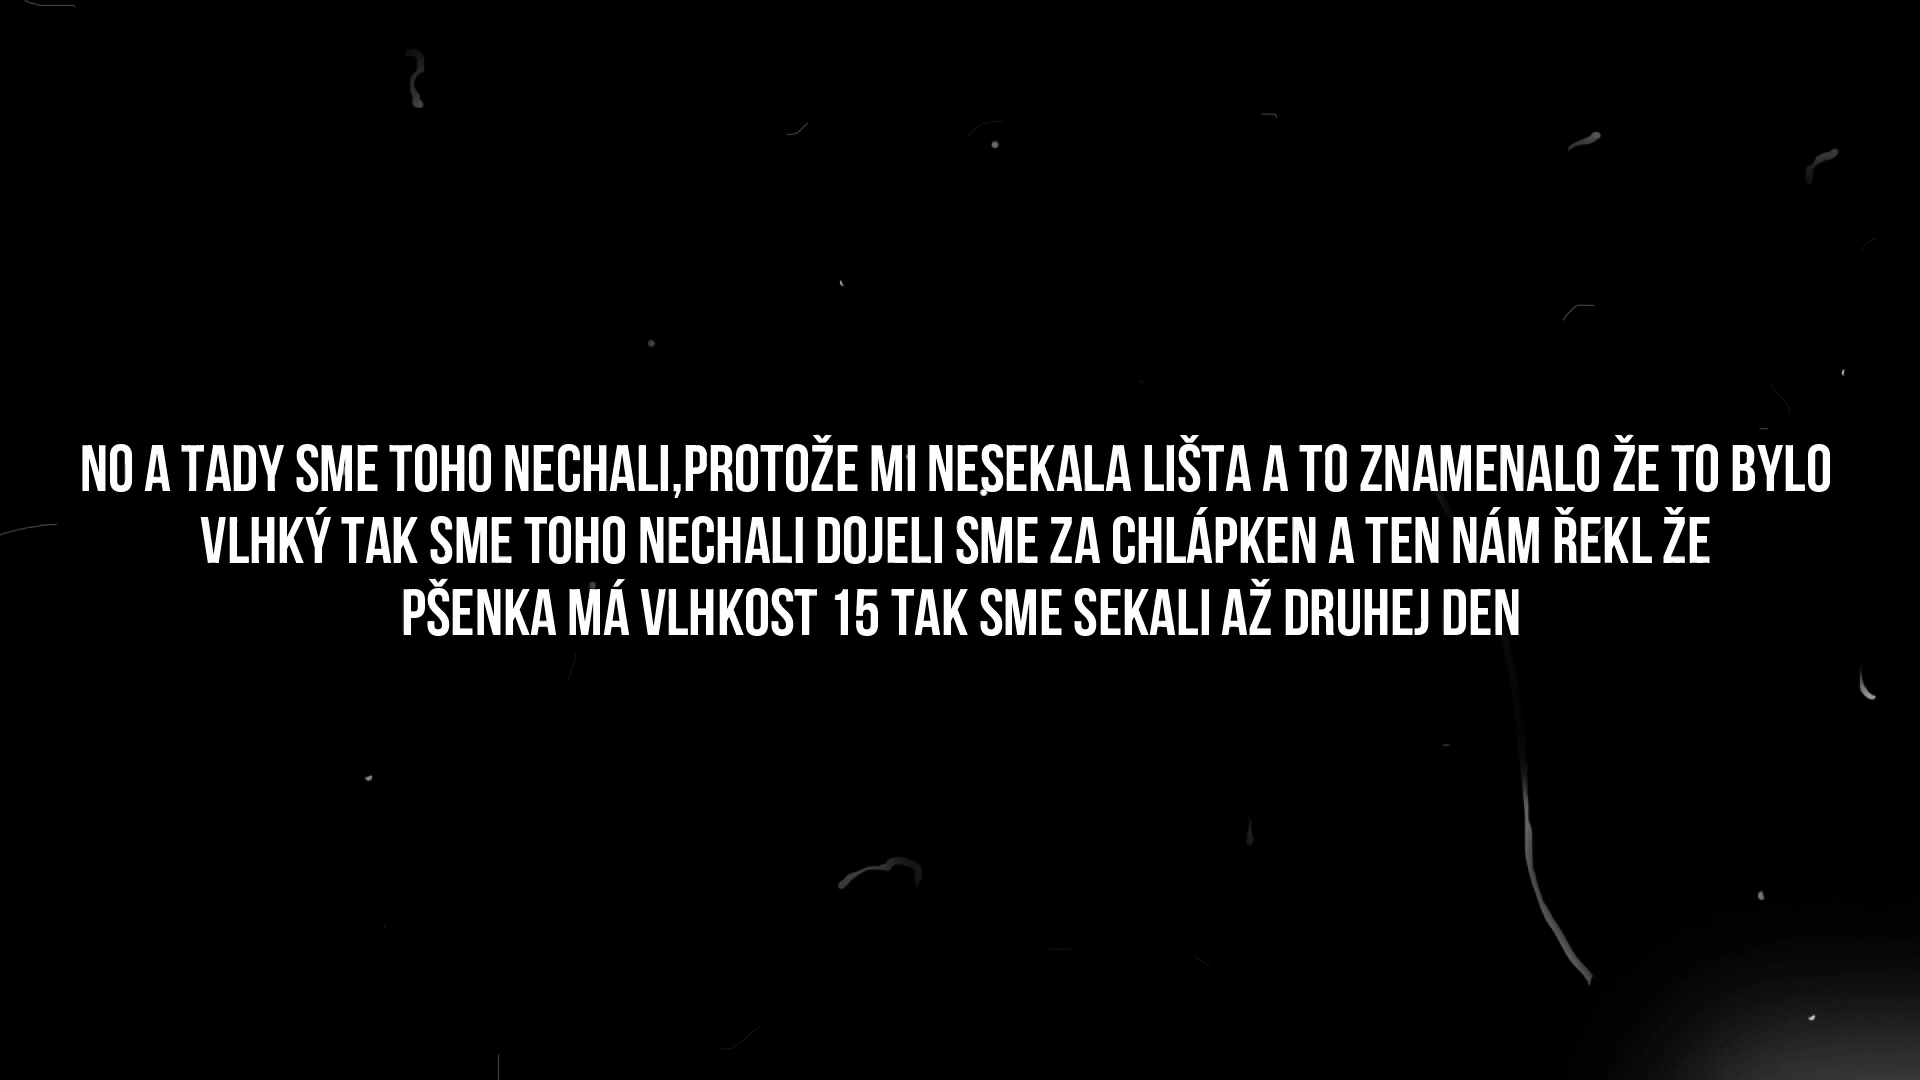 NO A TADY SME TOHO NECHALI,PROTOŽE MI NESEKALA LIŠTA A TO ZNAMENALO ŽE TO BYLO
VLHKÝ TAK SME TOHO NECHALI DOJELI SME ZA CHLÁPKEN A TEN NÁM ŘEKL ŽE
PŠENKA MÁ VLHKOST 15 TAK SME SEKALI AŽ DRUHEJ DEN